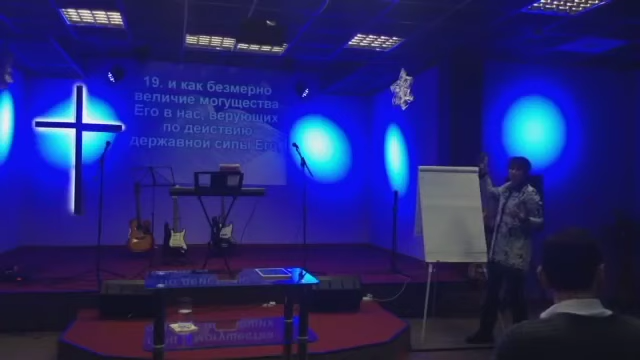 19. и как безмерно
величие могущества
Его в нас, верующих
по действию
державной силы Его